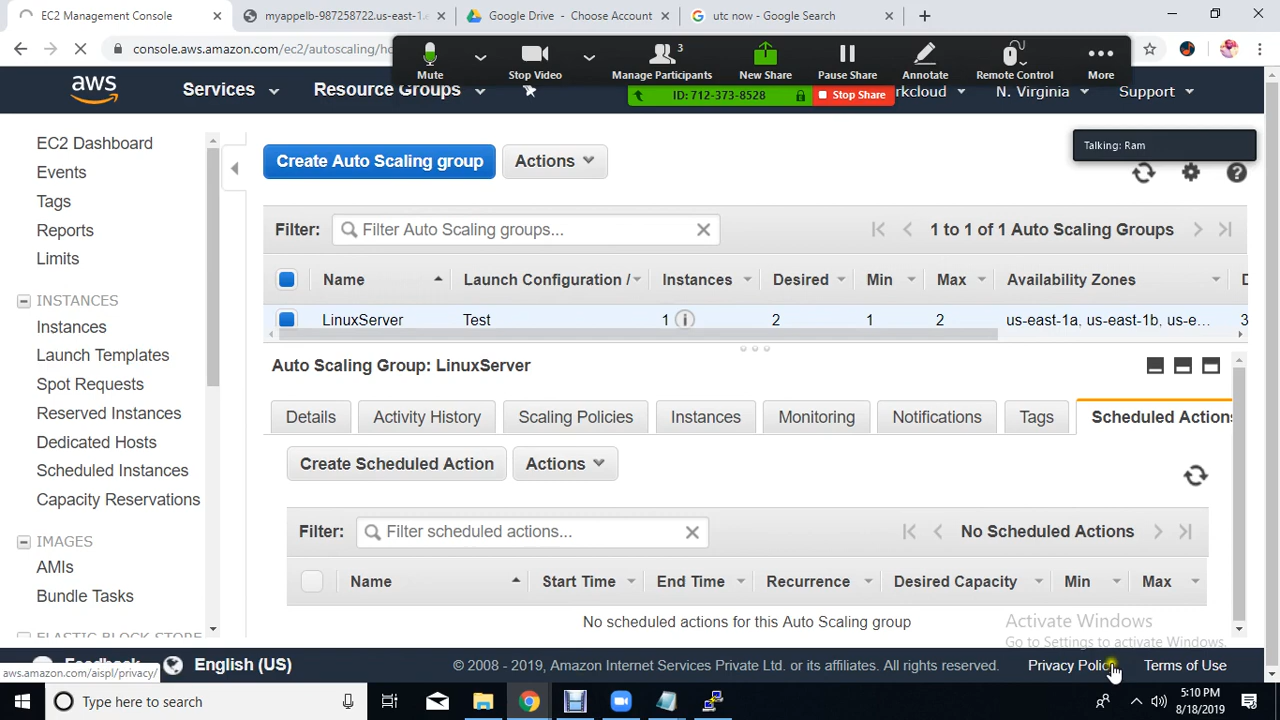 EC2 Management Console
myappelb-987258722.us-east-1.e
Google Drive - Choose Account
utc now - Google Search
console.aws.amazon.com/ec2/autoscaling/ho
Mute
Stop Video
3
Manage Participants
New Share
Pause Share
Annotate
Remote Control
More
ID: 712-373-8528
Stop Share
aws
Services
Resource Groups
rkcloud
N. Virginia
Support
Talking: Ram
EC2 Dashboard
Events
Tags
Reports
Limits
INSTANCES
Instances
Launch Templates
Spot Requests
Reserved Instances
Dedicated Hosts
Scheduled Instances
Capacity Reservations
IMAGES
AMIs
Bundle Tasks
ELASTIC BLOCK STORE
Create Auto Scaling group
Actions
Filter:
Filter Auto Scaling groups...
1 to 1 of 1 Auto Scaling Groups
Name
Launch Configuration /
Instances
Desired
Min
Max
Availability Zones
D
LinuxServer
Test
1
2
1
2
us-east-1a, us-east-1b, us-e...
3
Auto Scaling Group: LinuxServer
Details
Activity History
Scaling Policies
Instances
Monitoring
Notifications
Tags
Scheduled Actions
Create Scheduled Action
Actions
Filter:
Filter scheduled actions...
No Scheduled Actions
Name
Start Time
End Time
Recurrence
Desired Capacity
Min
Max
No scheduled actions for this Auto Scaling group
Activate Windows
Go to Settings to activate Windows.
Feedback
English (US)
© 2008 - 2019, Amazon Internet Services Private Ltd. or its affiliates. All rights reserved.
Privacy Policy
Terms of Use
aws.amazon.com/aispl/privacy/
Type here to search
5:10 PM
8/18/2019